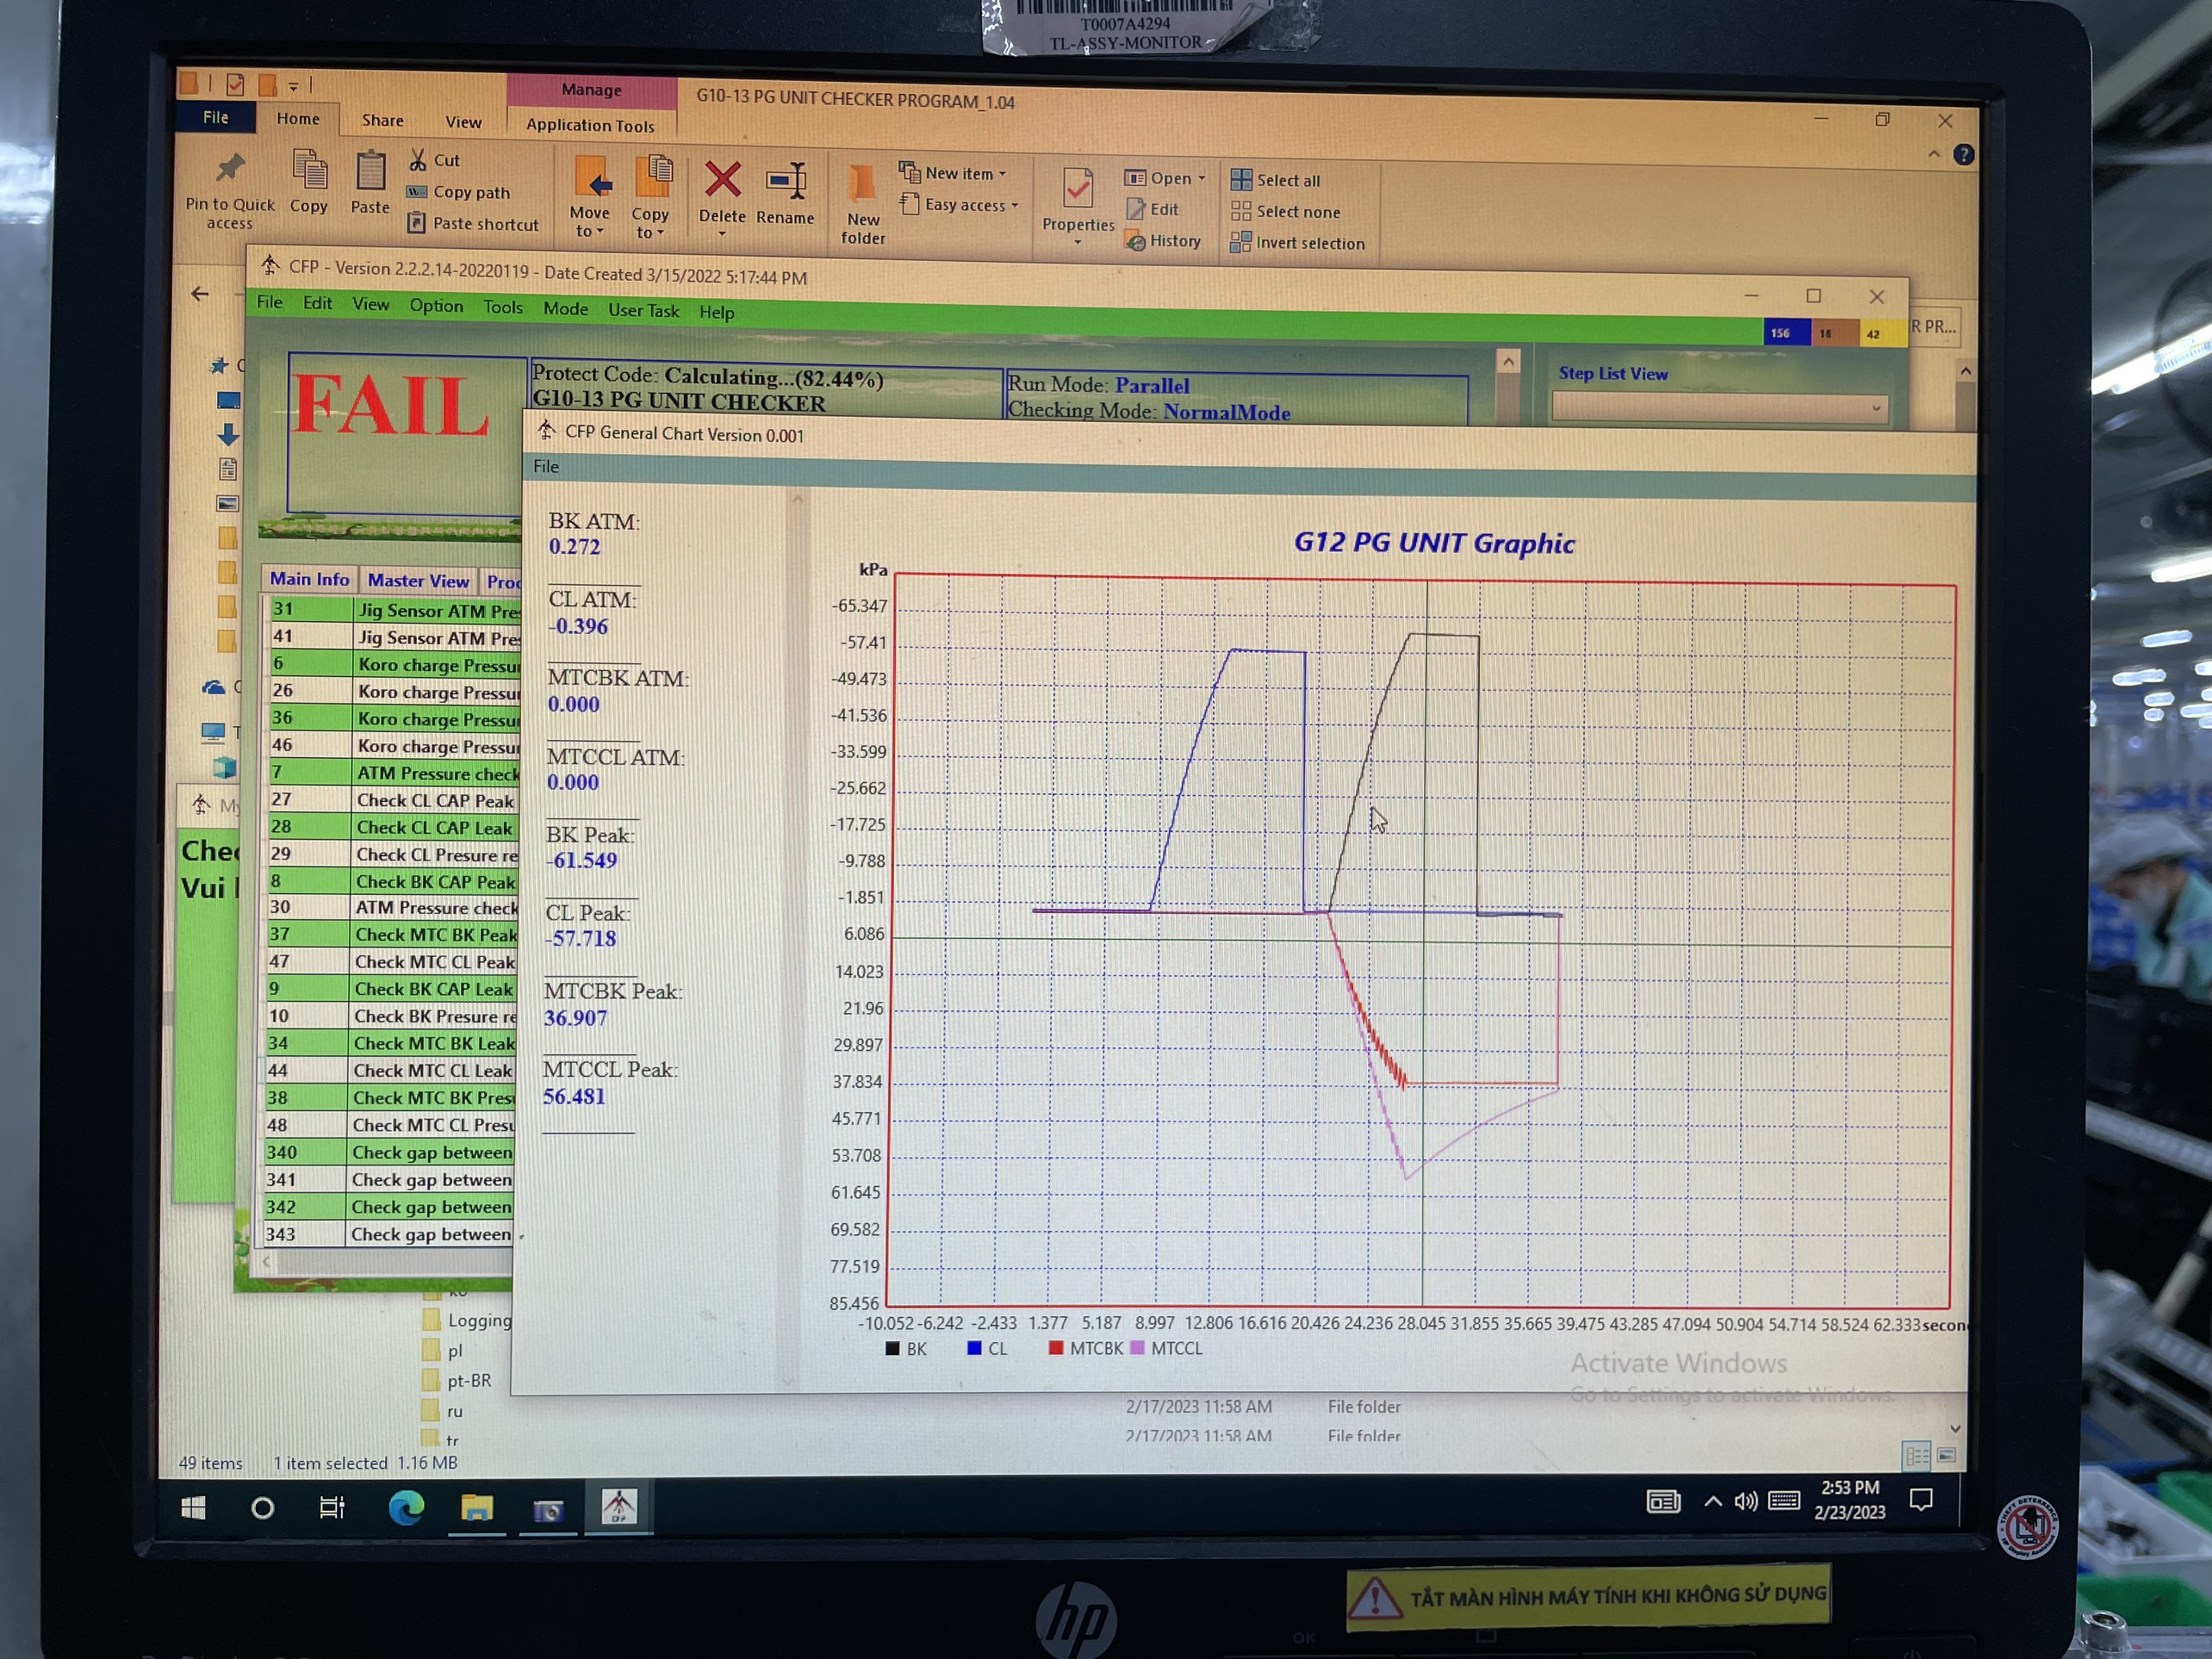 T0007A4294
TL-ASSY-MONITOR
Manage
G10-13 PG UNIT CHECKER PROGRAM_1.04
File
Home
Share
View
Application Tools
Pin to Quick
access
Copy
Paste
Cut
Copy path
Paste shortcut
Move
to
Copy
to
Delete
Rename
New
folder
New item
Easy access
Properties
Open
Edit
History
Select all
Select none
Invert selection
CFP - Version 2.2.2.14-20220119 - Date Created 3/15/2022 5:17:44 PM
File Edit View Option Tools Mode User Task Help
156
42
R PR...
FAIL
Protect Code: Calculating...(82.44%)
G10-13 PG UNIT CHECKER
Run Mode: Parallel
Checking Mode: NormalMode
Step List View
CFP General Chart Version 0.001
File
Main Info
Master View
31 Jig Sensor ATM Pre
41 Jig Sensor ATM Pre
6 Koro charge Pressu
26 Koro charge Pressu
36 Koro charge Pressu
46 Koro charge Pressu
7 ATM Pressure check
27 Check CL CAP Peak
28 Check CL CAP Leak
29 Check CL Presure re
8 Check BK CAP Peak
30 ATM Pressure check
37 Check MTC BK Peak
47 Check MTC CL Peak
9 Check BK CAP Leak
10 Check BK Presure re
34 Check MTC BK Leak
44 Check MTC CL Leak
38 Check MTC BK Pres
48 Check MTC CL Presu
340 Check gap between
341 Check gap between
342 Check gap between
343 Check gap between
Vui
BK ATM:
0.272
CL ATM:
-0.396
MTCBK ATM:
0.000
MTCCL ATM:
0.000
BK Peak:
-61.549
CL Peak:
-57.718
MTCBK Peak:
36.907
MTCCL Peak:
56.481
G12 PG UNIT Graphic
kPa
-65.347
-57.41
-49.473
-41.536
-33.599
-25.662
-17.725
-9.788
-1.851
6.086
14.023
21.96
29.897
37.834
45.771
53.708
61.645
69.582
77.519
85.456
-10.052 -6.242 -2.433 1.377 5.187 8.997 12.806 16.616 20.426 24.236 28.045 31.855 35.665 39.475 43.285 47.094 50.904 54.714 58.524 62.333 secon
BK CL MTCBK MTCCL
Activate Windows
Go to Settings to activate Windows.
Logging
pl
pt-BR
ru
tr
2/17/2023 11:58 AM File folder
2/17/2023 11:58 AM File folder
49 items 1 item selected 1.16 MB
2:53 PM
2/23/2023
hp
TẮT MÀN HÌNH MÁY TÍNH KHI KHÔNG SỬ DỤNG
OK